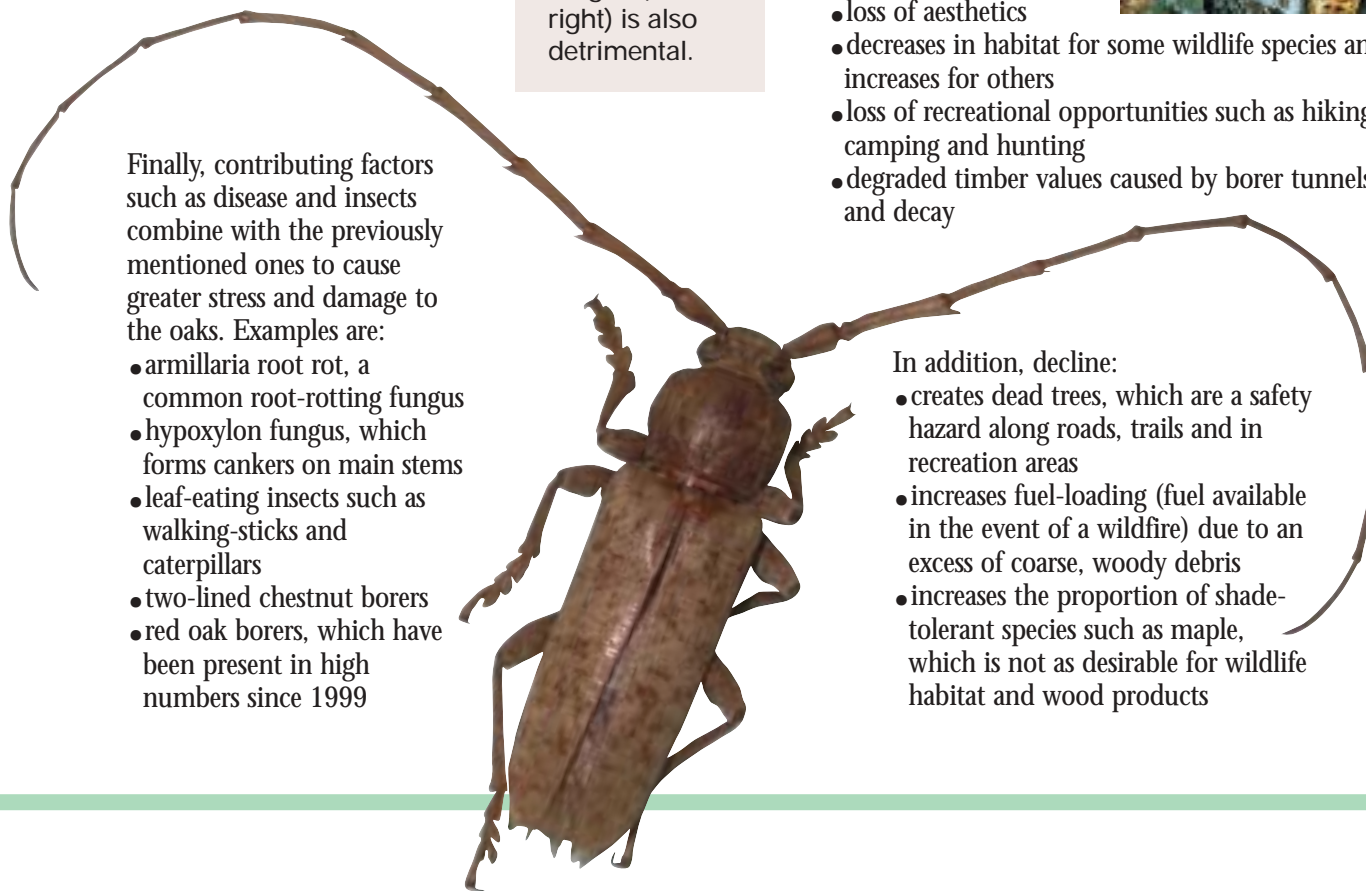 right) is also
detrimental.
Finally, contributing factors
such as disease and insects
combine with the previously
mentioned ones to cause
greater stress and damage to
the oaks. Examples are:
•armillaria root rot, a
common root-rotting fungus
•hypoxylon fungus, which
forms cankers on main stems
•leaf-eating insects such as
walking-sticks and
caterpillars
•two-lined chestnut borers
•red oak borers, which have
been present in high
numbers since 1999
•loss of aesthetics
•decreases in habitat for some wildlife species
increases for others
•loss of recreational opportunities such as hiking
camping and hunting
•degraded timber values caused by borer tunnels
and decay
In addition, decline:
•creates dead trees, which are a safety
hazard along roads, trails and in
recreation areas
•increases fuel-loading (fuel available
in the event of a wildfire) due to an
excess of coarse, woody debris
•increases the proportion of shade-
tolerant species such as maple,
which is not as desirable for wildlife
habitat and wood products